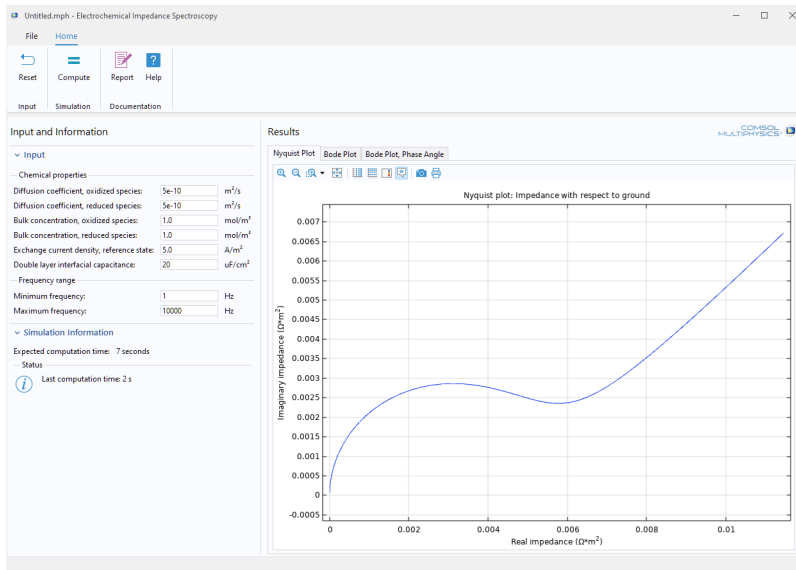 Untitled.mph - Electrochemical Impedance Spectroscopy
File Home
Reset Compute Report Help
Input Simulation Documentation
Input and Information
Input
Chemical properties
Diffusion coefficient, oxidized species: 5e-10 m²/s
Diffusion coefficient, reduced species: 5e-10 m²/s
Bulk concentration, oxidized species: 1.0 mol/m³
Bulk concentration, reduced species: 1.0 mol/m³
Exchange current density, reference state: 5.0 A/m²
Double layer interfacial capacitance: 20 uF/cm²
Frequency range
Minimum frequency: 1 Hz
Maximum frequency: 10000 Hz
Simulation Information
Expected computation time: 7 seconds
Status
Last computation time: 2 s
Results
COMSOL
MULTIPHYSICS®
Nyquist Plot Bode Plot Bode Plot, Phase Angle
Nyquist plot: Impedance with respect to ground
0.007
0.0065
0.006
0.0055
0.005
0.0045
0.004
0.0035
0.003
0.0025
0.002
0.0015
0.001
0.0005
0
-0.0005
Imaginary impedance (Ω*m²)
0 0.002 0.004 0.006 0.008 0.01
Real impedance (Ω*m²)